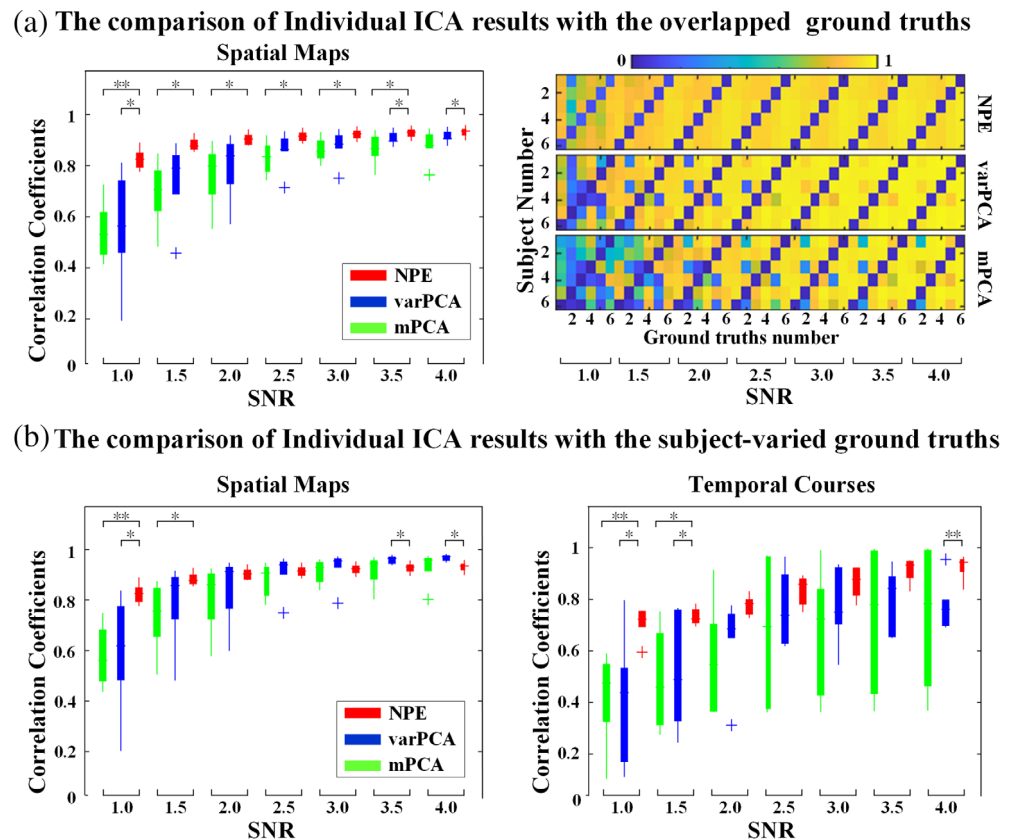 (a) The comparison of Individual ICA results with the overlapped ground truths
Spatial Maps
Correlation Coefficients
1
0.8
0.6
0.4
0.2
0
** * * * * *
* * *
NPE
varPCA
mPCA
1.0 1.5 2.0 2.5 3.0 3.5 4.0
SNR
0 1
Subject Number
2
4
6
2
4
6
2
4
6
NPE
varPCA
mPCA
2 4 6 2 4 6 2 4 6 2 4 6 2 4 6 2 4 6 2 4 6
Ground truths number
1.0 1.5 2.0 2.5 3.0 3.5 4.0
SNR
(b) The comparison of Individual ICA results with the subject-varied ground truths
Spatial Maps
Correlation Coefficients
1
0.8
0.6
0.4
0.2
0
** *
* * *
NPE
varPCA
mPCA
1.0 1.5 2.0 2.5 3.0 3.5 4.0
SNR
Temporal Courses
Correlation Coefficients
1
0.8
0.6
0.4
0.2
0
** *
* * **
1.0 1.5 2.0 2.5 3.0 3.5 4.0
SNR